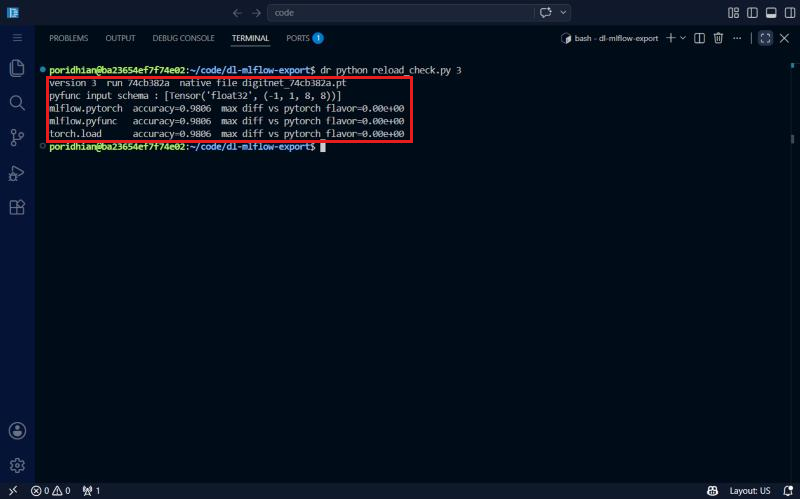 code
PROBLEMS OUTPUT DEBUG CONSOLE TERMINAL PORTS 1
bash - dl-mlflow-export
poridhian@ba23654ef7f74e02:~/code/dl-mlflow-export$ dr python reload_check.py 3
version 3  run 74cb382a  native file digitnet_74cb382a.pt
pyfunc input schema : [Tensor('float32', (-1, 1, 8, 8))]
mlflow.pytorch  accuracy=0.9806  max diff vs pytorch flavor=0.00e+00
mlflow.pyfunc   accuracy=0.9806  max diff vs pytorch flavor=0.00e+00
torch.load      accuracy=0.9806  max diff vs pytorch flavor=0.00e+00
poridhian@ba23654ef7f74e02:~/code/dl-mlflow-export$
0 0 1 Layout: US